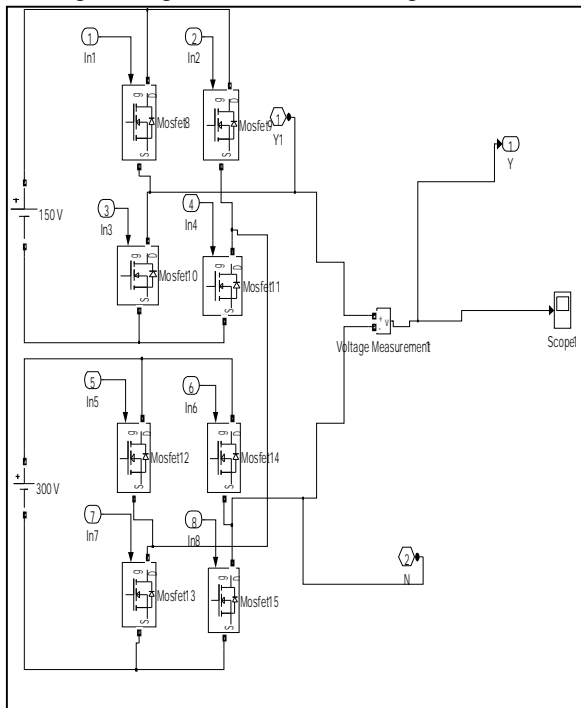 1
2
In1
In2
g
D
S
Mosfet8
g
D
S
Mosfet9
1
Y1
1
Y
+
150 V
3
4
In3
In4
g
D
S
Mosfet10
g
D
S
Mosfet11
+
-
v
Voltage Measurement1
Scope1
5
6
In5
In6
g
D
S
Mosfet12
g
D
S
Mosfet14
+
300 V
7
8
In7
In8
g
D
S
Mosfet13
g
D
S
Mosfet15
2
N